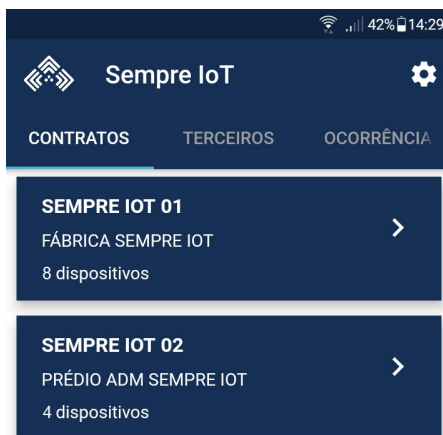 42% 14:29
Sempre IoT
CONTRATOS TERCEIROS OCORRÊNCIA
SEMPRE IOT 01
FÁBRICA SEMPRE IOT
8 dispositivos
SEMPRE IOT 02
PRÉDIO ADM SEMPRE IOT
4 dispositivos